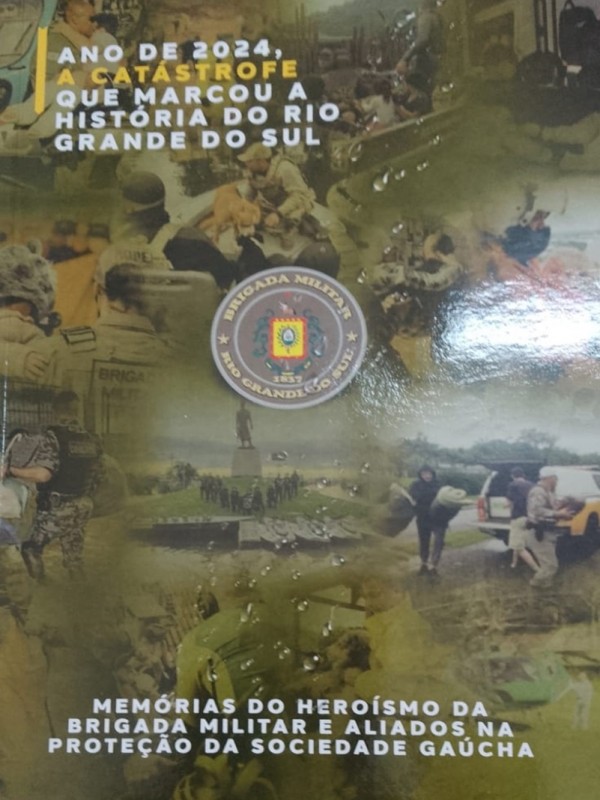 ANO DE 2024,
A CATÁSTROFE
QUE MARCOU A
HISTÓRIA DO RIO
GRANDE DO SUL
BRIGADA MILITAR
1837
RIO GRANDE DO SUL
MEMÓRIAS DO HEROÍSMO DA
BRIGADA MILITAR E ALIADOS NA
PROTEÇÃO DA SOCIEDADE GAÚCHA